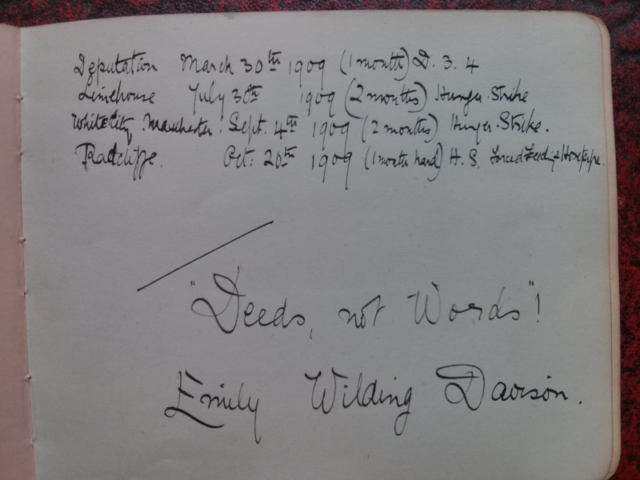 Deputation March 30th 1909 (1 month) D. 3. 4
Limehouse July 30th 1909 (2 months) Hunger Strike
White City, Manchester: Sept. 4th 1909 (2 months) Hunger-Strike.
Radcliffe. Oct: 20th 1909 (1 month hard) H. S. Forced Feeding & Hosepipe.
"Deeds, not Words"!
Emily Wilding Davison.